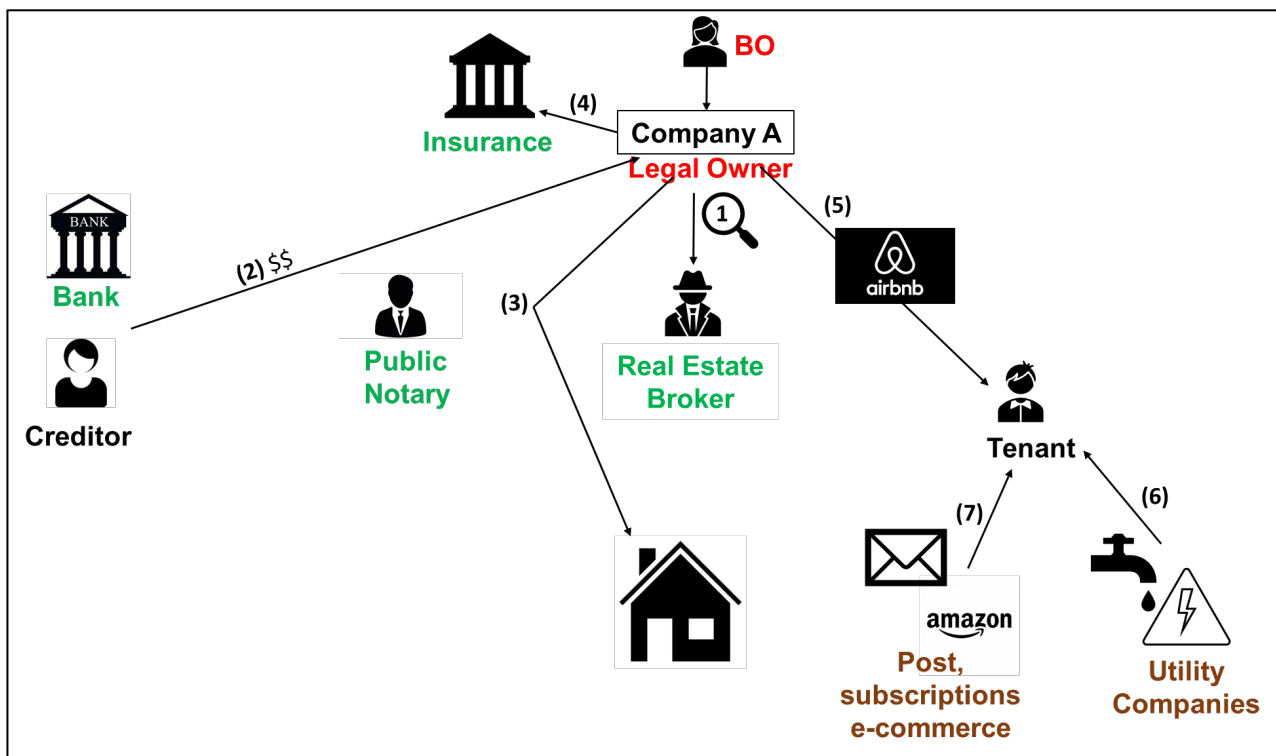 BO
(4)
Company A
Insurance
Legal Owner
1
(5)
BANK
airbnb
(2) $$
Bank
(3)
Public
Notary
Real Estate
Broker
Creditor
Tenant
(7)
(6)
amazon
Post,
subscriptions
e-commerce
Utility
Companies